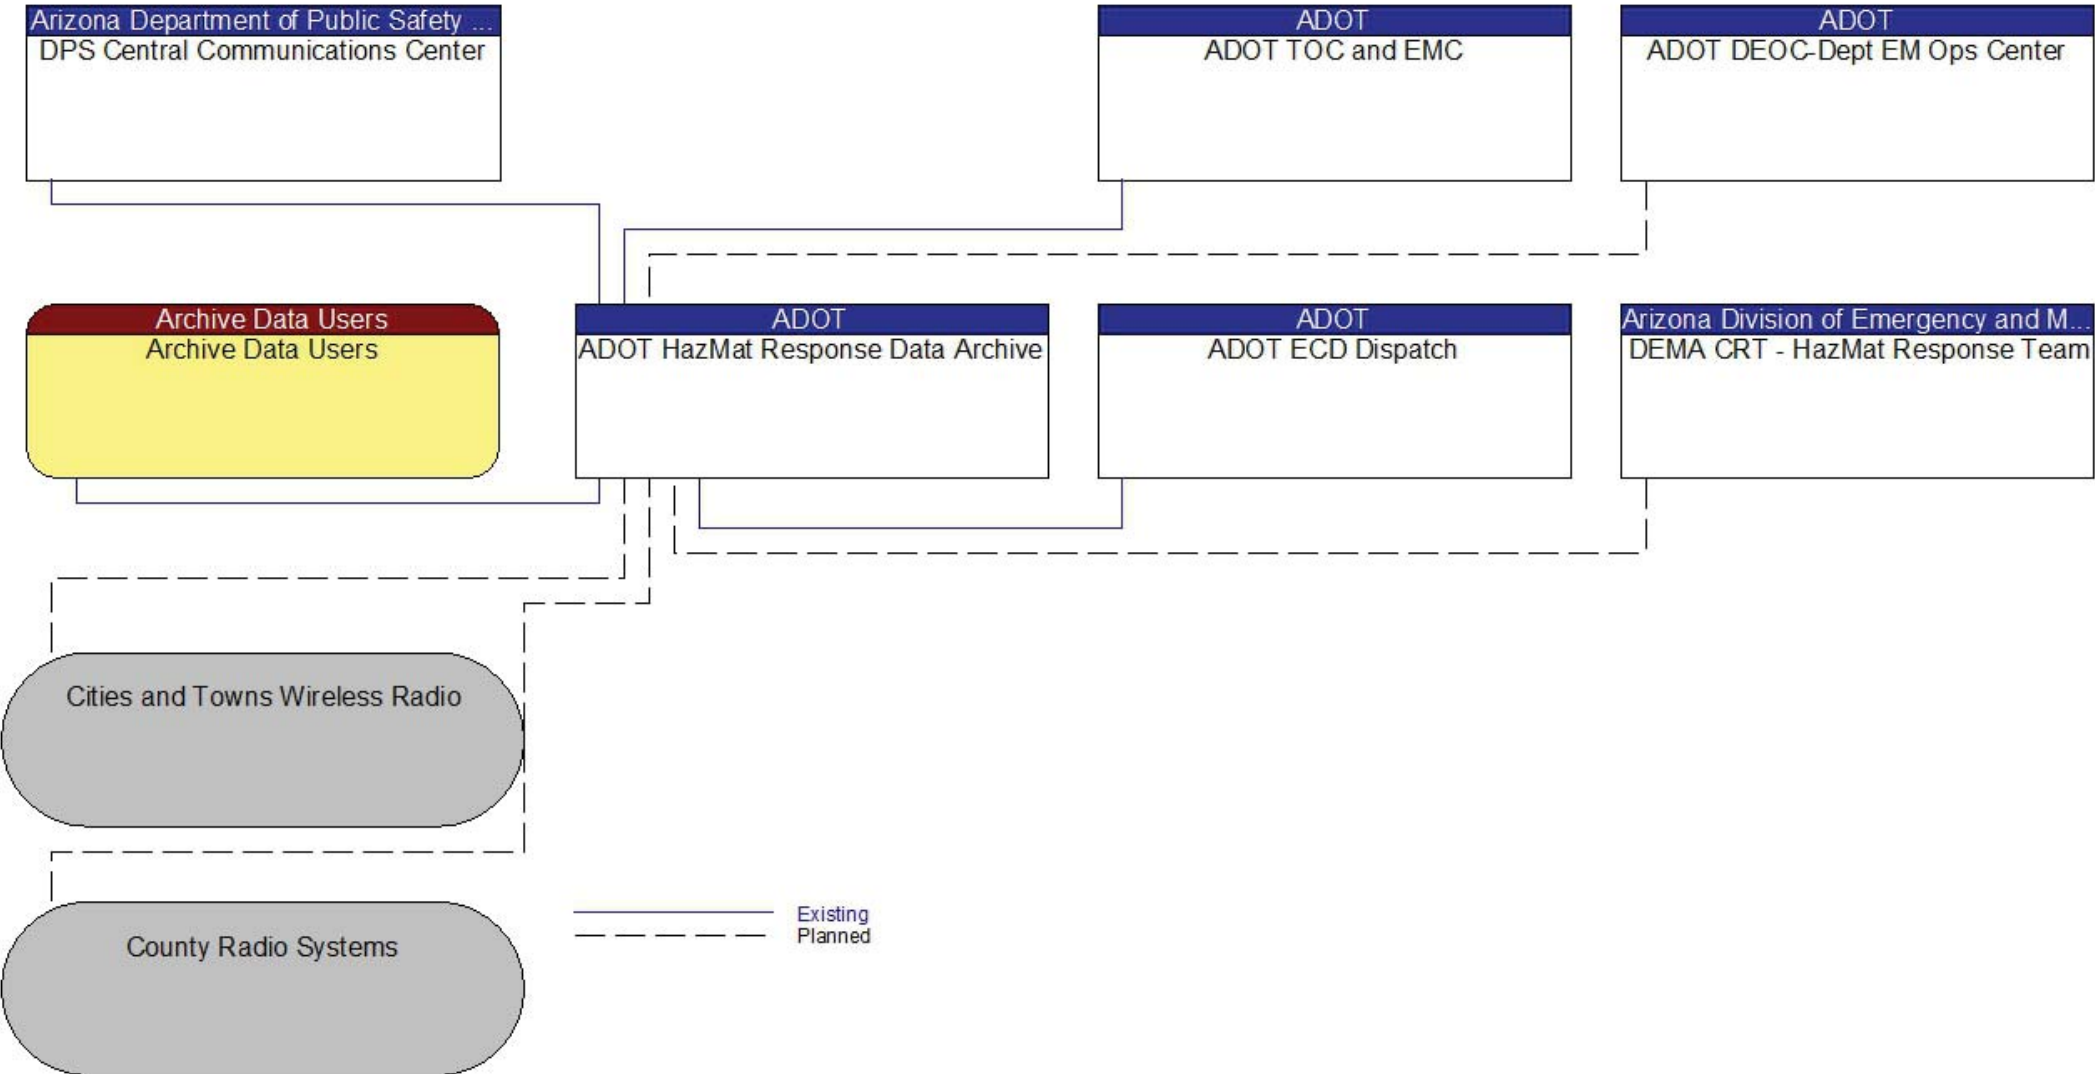 Arizona Department of Public Safety ...
DPS Central Communications Center
ADOT
ADOT TOC and EMC
ADOT
ADOT DEOC-Dept EM Ops Center
Archive Data Users
Archive Data Users
ADOT
ADOT HazMat Response Data Archive
ADOT
ADOT ECD Dispatch
Arizona Division of Emergency and M...
DEMA CRT - HazMat Response Team
Cities and Towns Wireless Radio
County Radio Systems
Existing
Planned